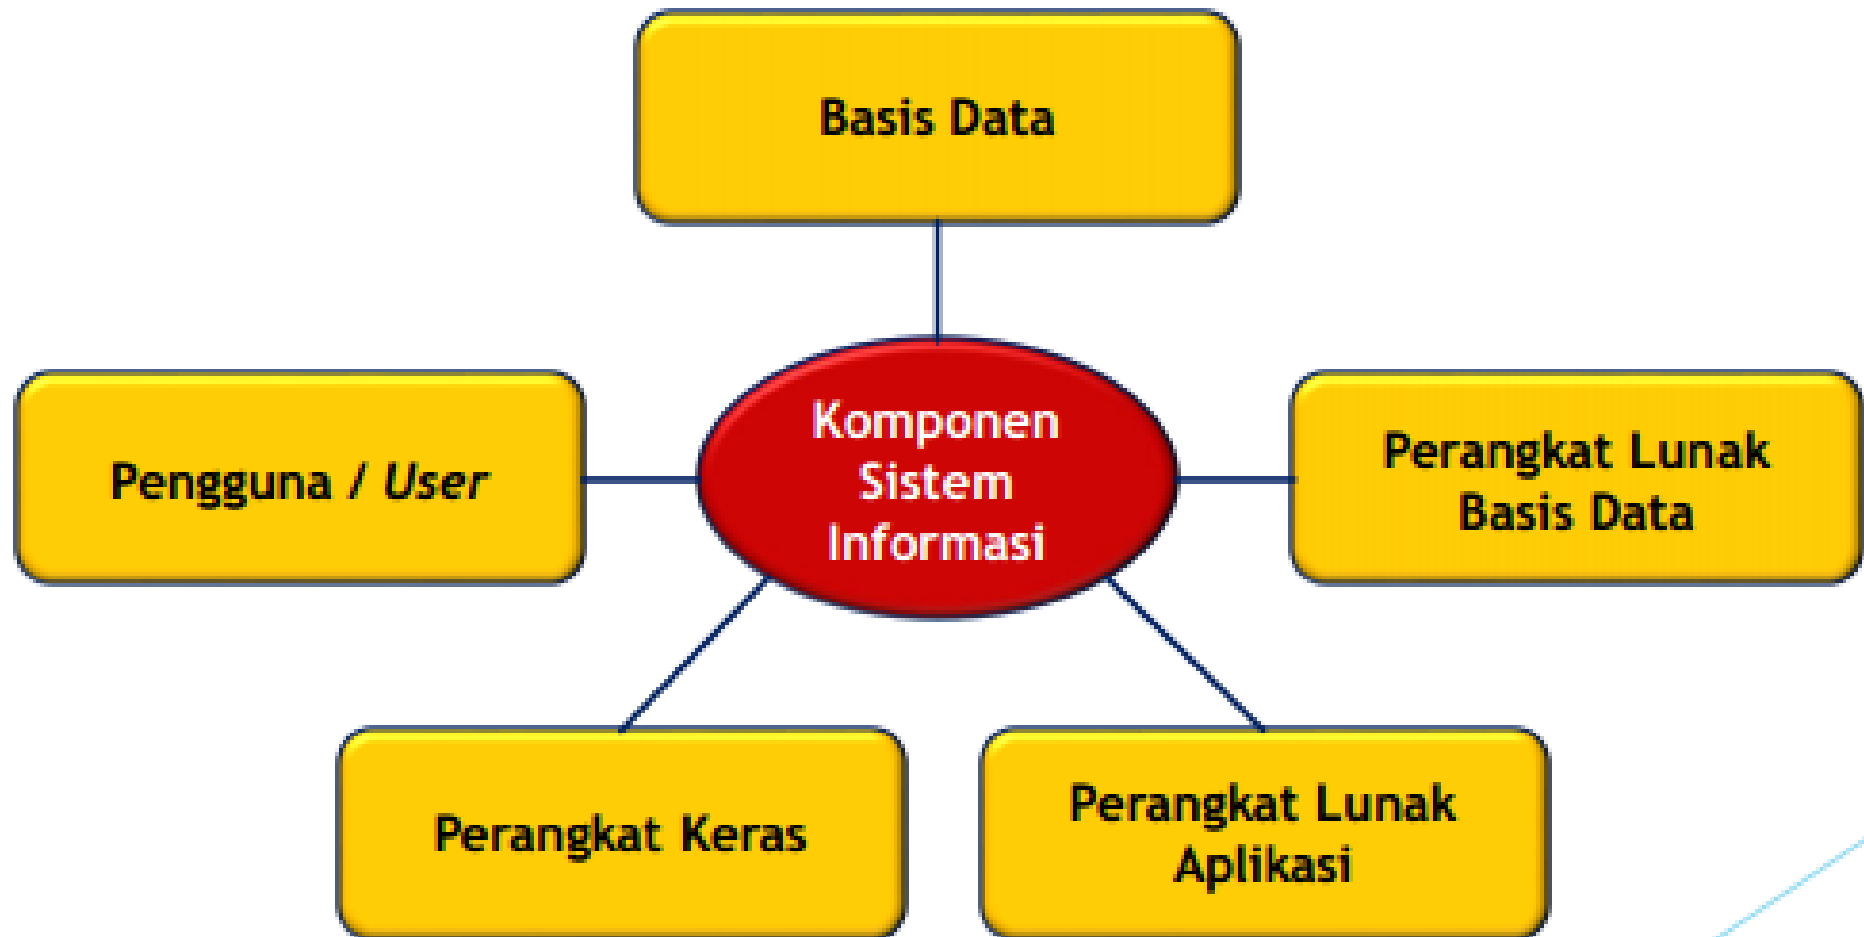 Basis Data
Komponen
Sistem
Informasi
Pengguna / User
Perangkat Lunak
Basis Data
Perangkat Keras
Perangkat Lunak
Aplikasi